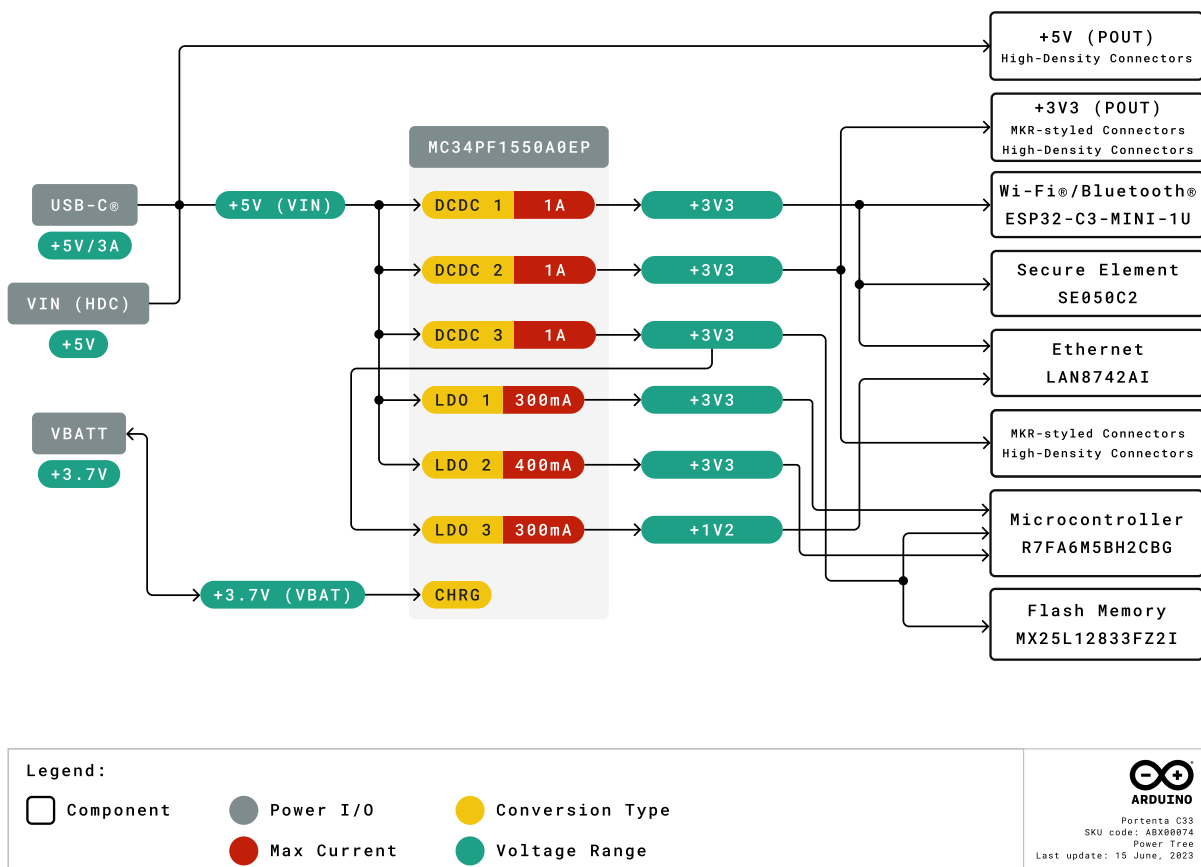 +5V (POUT)
High-Density Connectors
+3V3 (POUT)
MKR-styled Connectors
High-Density Connectors
MC34PF1550A0EP
USB-C®
+5V/3A
+5V (VIN)
DCDC 1 1A
+3V3
Wi-Fi®/Bluetooth®
ESP32-C3-MINI-1U
DCDC 2 1A
+3V3
Secure Element
SE050C2
VIN (HDC)
+5V
DCDC 3 1A
+3V3
Ethernet
LAN8742AI
LDO 1 300mA
+3V3
VBATT
+3.7V
MKR-styled Connectors
High-Density Connectors
LDO 2 400mA
+3V3
LDO 3 300mA
+1V2
Microcontroller
R7FA6M5BH2CBG
+3.7V (VBAT)
CHRG
Flash Memory
MX25L12833FZ2I
Legend:
Component
Power I/O
Conversion Type
Max Current
Voltage Range
ARDUINO
Portenta C33
SKU code: ABX00074
Power Tree
Last update: 15 June, 2023